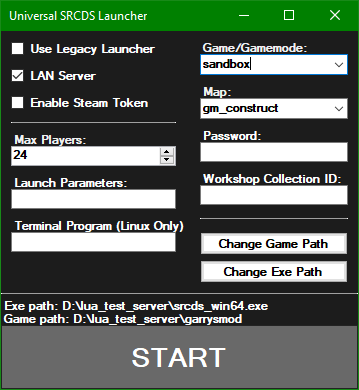 Universal SRCDS Launcher
Use Legacy Launcher
LAN Server
Enable Steam Token
Max Players:
24
Launch Parameters:
Terminal Program (Linux Only)
Game/Gamemode:
sandbox
Map:
gm_construct
Password:
Workshop Collection ID:
Change Game Path
Change Exe Path
Exe path: D:\lua_test_server\srcds_win64.exe
Game path: D:\lua_test_server\garrysmod
START